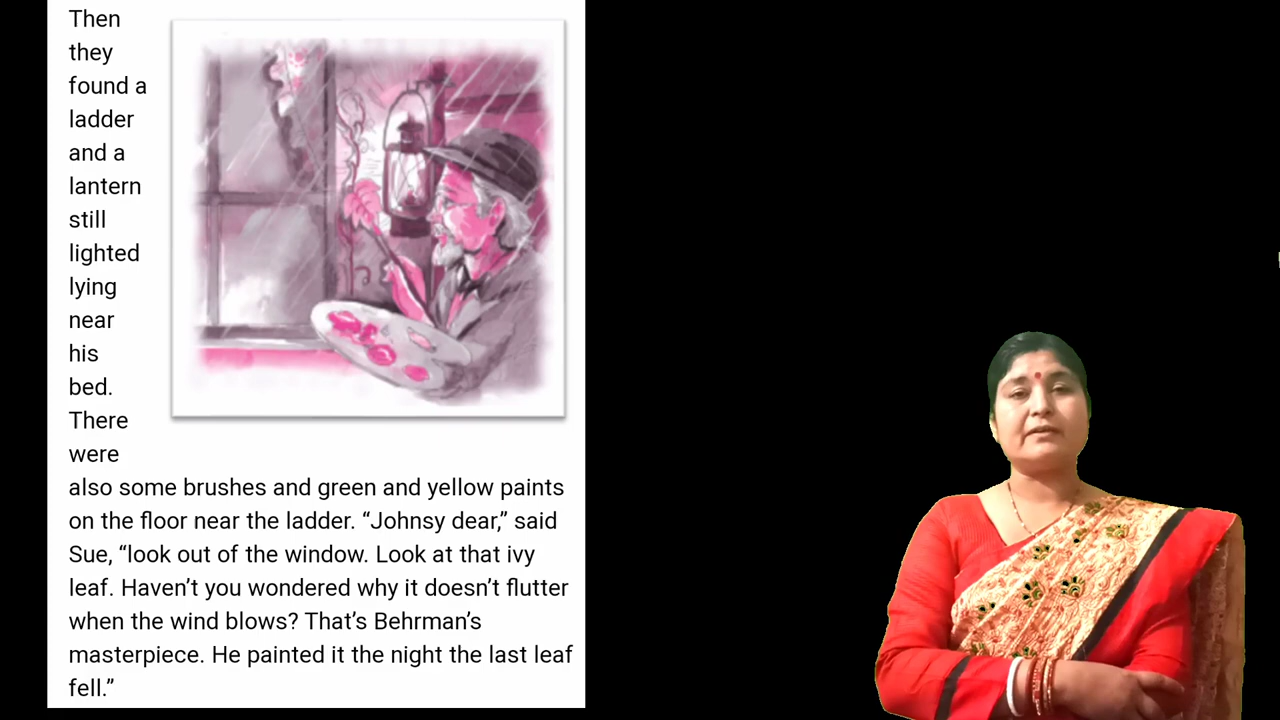 Then
they
found a
ladder
and a
lantern
still
lighted
lying
near
his
bed.
There
were
also some brushes and green and yellow paints
on the floor near the ladder. “Johnsy dear,” said
Sue, “look out of the window. Look at that ivy
leaf. Haven’t you wondered why it doesn’t flutter
when the wind blows? That’s Behrman’s
masterpiece. He painted it the night the last leaf
fell.”